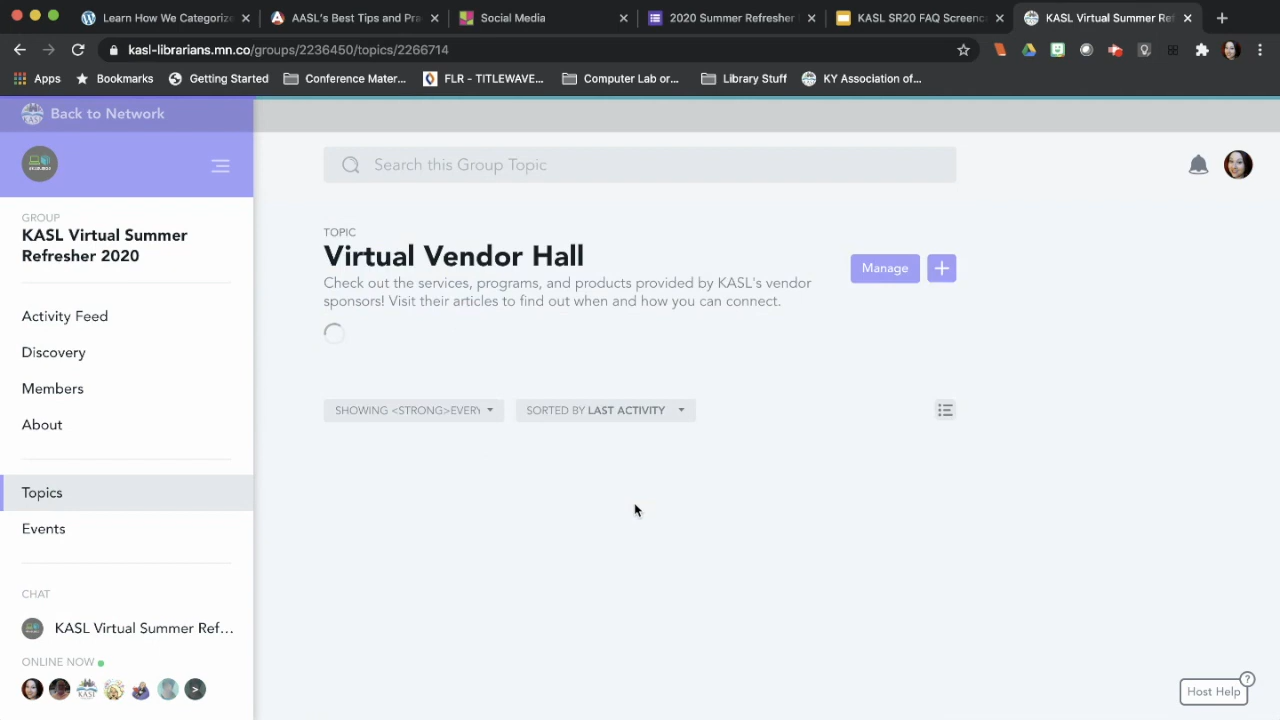 Learn How We Categorize
AASL's Best Tips and Pra
Social Media
2020 Summer Refresher
KASL SR20 FAQ Screenc
KASL Virtual Summer Ref
kasl-librarians.mn.co/groups/2236450/topics/2266714
Apps
Bookmarks
Getting Started
Conference Mater...
FLR – TITLEWAVE...
Computer Lab or...
Library Stuff
KY Association of...
Back to Network
Search this Group Topic
GROUP
KASL Virtual Summer
Refresher 2020
Activity Feed
Discovery
Members
About
Topics
Events
CHAT
KASL Virtual Summer Ref...
ONLINE NOW
TOPIC
Virtual Vendor Hall
Check out the services, programs, and products provided by KASL's vendor
sponsors! Visit their articles to find out when and how you can connect.
Manage
SHOWING <STRONG>EVERY
SORTED BY LAST ACTIVITY
Host Help
?